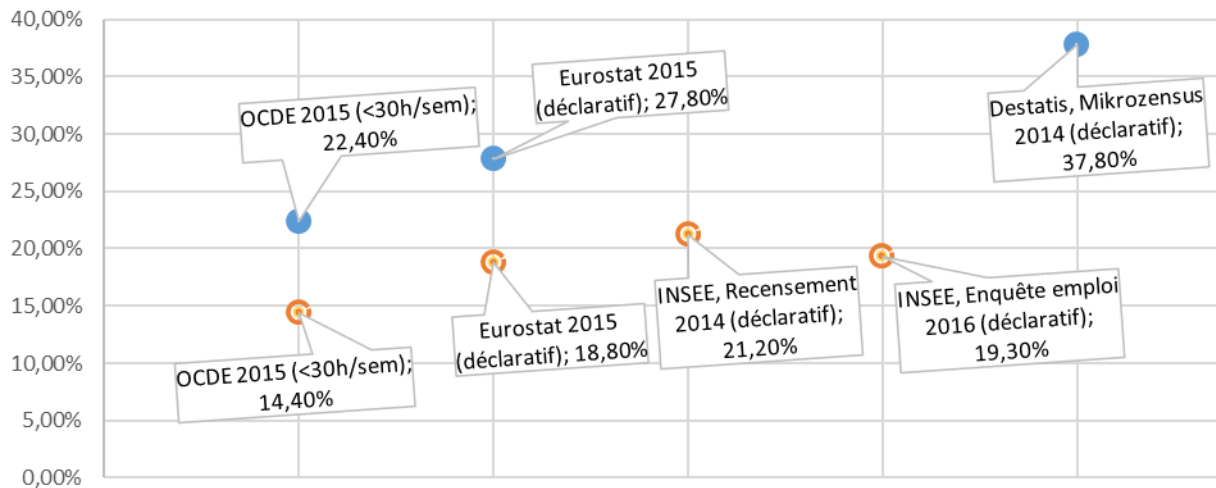 40,00%
35,00%
30,00%
25,00%
20,00%
15,00%
10,00%
5,00%
0,00%
OCDE 2015 (<30h/sem);
22,40%
Eurostat 2015
(déclaratif); 27,80%
Destatis, Mikrozensus
2014 (déclaratif);
37,80%
OCDE 2015 (<30h/sem);
14,40%
Eurostat 2015
(déclaratif); 18,80%
INSEE, Recensement
2014 (déclaratif);
21,20%
INSEE, Enquête emploi
2016 (déclaratif);
19,30%